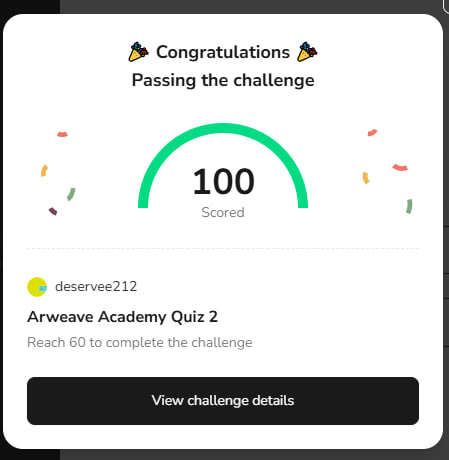 🎉 Congratulations 🎉
Passing the challenge
100
Scored
deservee212
Arweave Academy Quiz 2
Reach 60 to complete the challenge
View challenge details